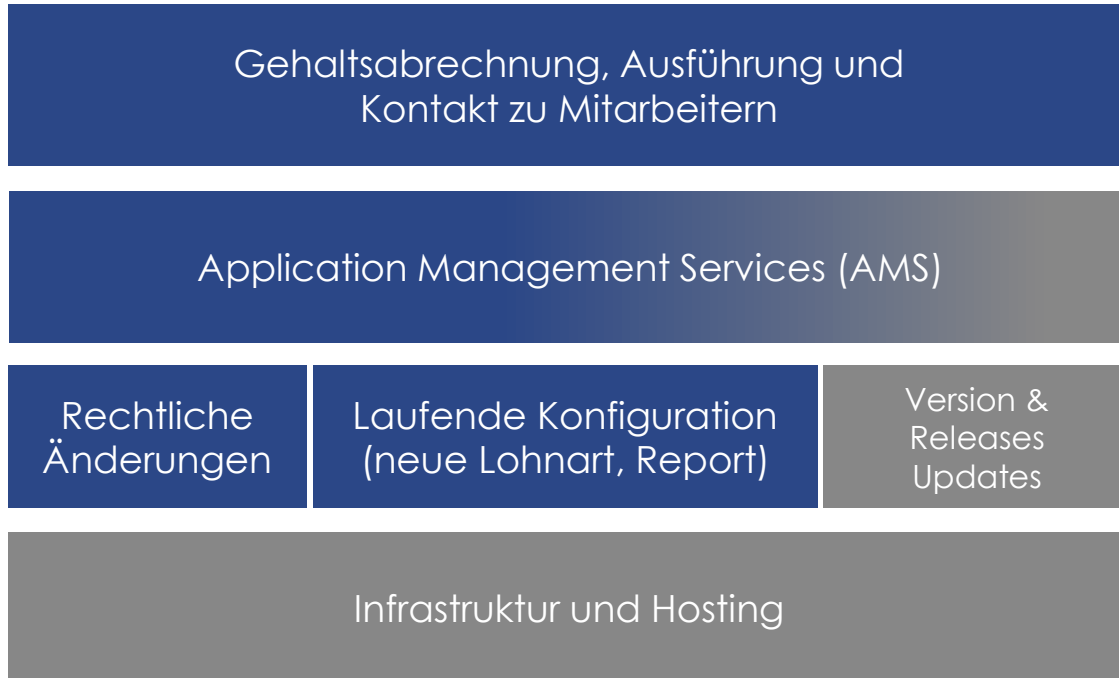 Gehaltsabrechnung, Ausführung und
Kontakt zu Mitarbeitern
Application Management Services (AMS)
Rechtliche
Änderungen
Laufende Konfiguration
(neue Lohnart, Report)
Version &
Releases
Updates
Infrastruktur und Hosting